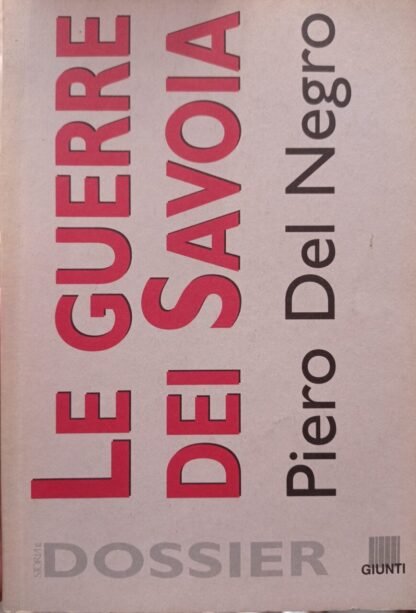 LE GUERRE
DEI SAVOIA
Piero Del Negro
STORIA E
DOSSIER
GIUNTI